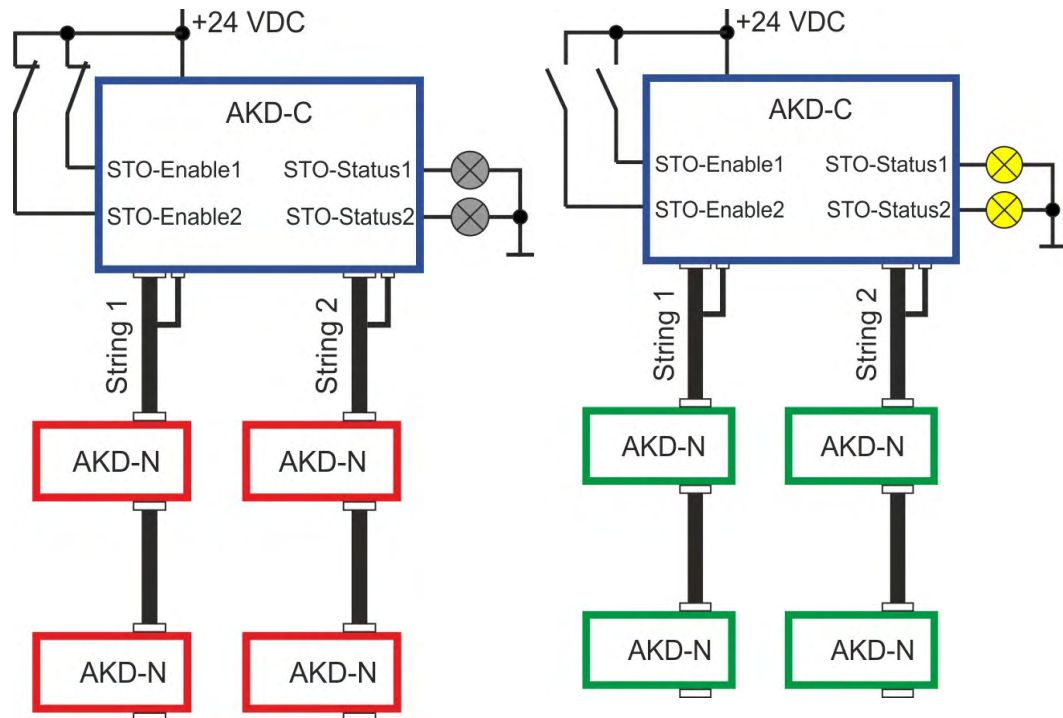 +24 VDC
AKD-C
STO-Enable1 STO-Status1
STO-Enable2 STO-Status2
String 1
String 2
AKD-N
AKD-N
AKD-N
AKD-N
+24 VDC
AKD-C
STO-Enable1 STO-Status1
STO-Enable2 STO-Status2
String 1
String 2
AKD-N
AKD-N
AKD-N
AKD-N